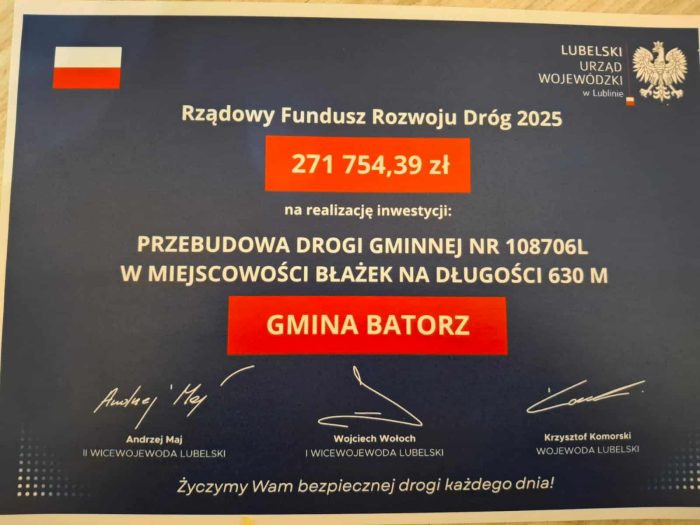 LUBELSKI
URZĄD
WOJEWÓDZKI
w Lublinie
Rządowy Fundusz Rozwoju Dróg 2025
271 754,39 zł
na realizację inwestycji:
PRZEBUDOWA DROGI GMINNEJ NR 108706L
W MIEJSCOWOŚCI BŁAŻEK NA DŁUGOŚCI 630 M
GMINA BATORZ
Andrzej Maj
Andrzej Maj
II WICEWOJEWODA LUBELSKI
Wojciech Wołoch
I WICEWOJEWODA LUBELSKI
Krzysztof Komorski
WOJEWODA LUBELSKI
Życzymy Wam bezpiecznej drogi każdego dnia!